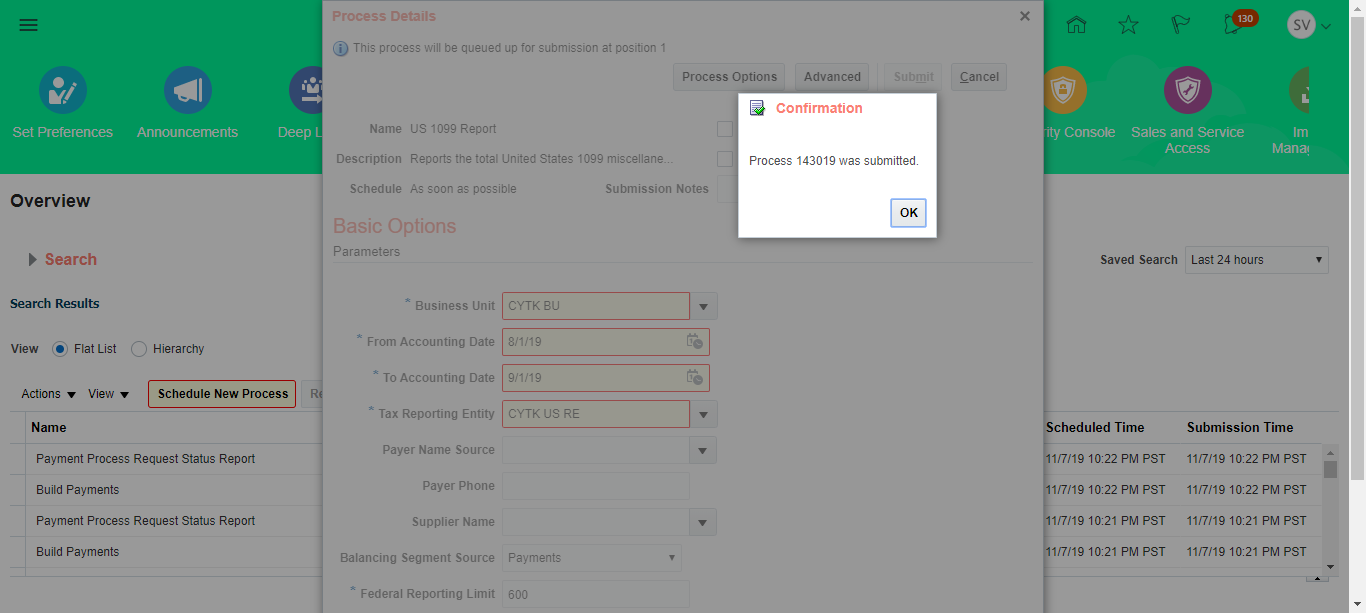 Process Details
This process will be queued up for submission at position 1
130
SV
Process Options
Advanced
Submit
Cancel
Set Preferences
Announcements
Deep L
rity Console
Sales and Service
Access
Im
Manag
Confirmation
Process 143019 was submitted.
OK
Name US 1099 Report
Description Reports the total United States 1099 miscellane...
Schedule As soon as possible
Submission Notes
Basic Options
Parameters
Overview
Search
Saved Search Last 24 hours
Search Results
View Flat List Hierarchy
Actions View Schedule New Process Re
* Business Unit CYTK BU
* From Accounting Date 8/1/19
* To Accounting Date 9/1/19
* Tax Reporting Entity CYTK US RE
Payer Name Source
Payer Phone
Supplier Name
Balancing Segment Source Payments
* Federal Reporting Limit 600
Name Scheduled Time Submission Time
Payment Process Request Status Report 11/7/19 10:22 PM PST 11/7/19 10:22 PM PST
Build Payments 11/7/19 10:22 PM PST 11/7/19 10:22 PM PST
Payment Process Request Status Report 11/7/19 10:21 PM PST 11/7/19 10:21 PM PST
Build Payments 11/7/19 10:21 PM PST 11/7/19 10:21 PM PST